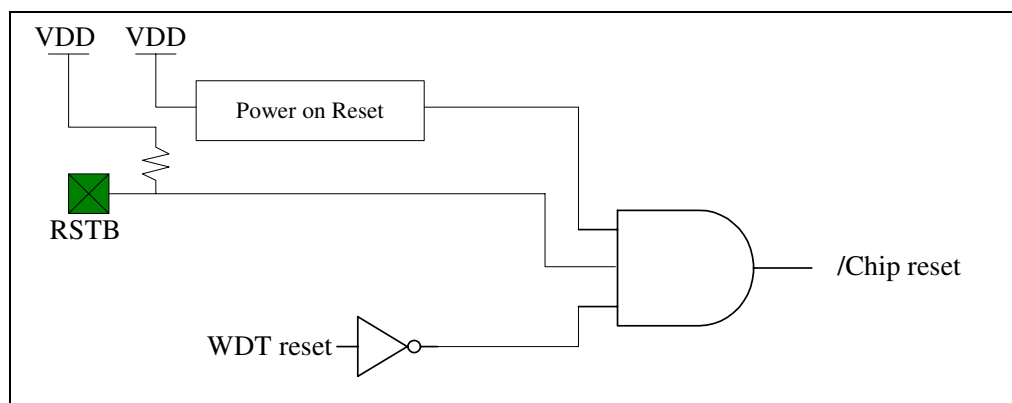 VDD VDD
Power on Reset
RSTB
/Chip reset
WDT reset